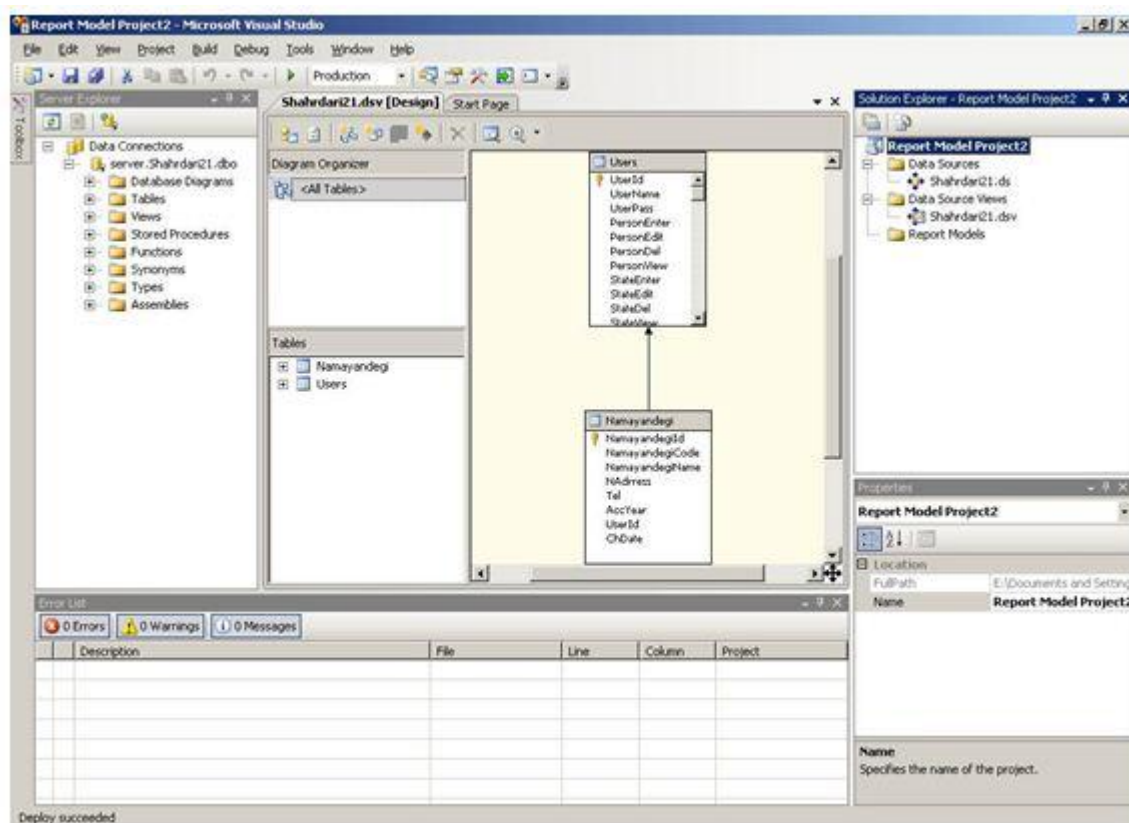 Report Model Project2 - Microsoft Visual Studio
File Edit View Project Build Debug Tools Window Help
Production
Toolbox
Server Explorer
Data Connections
server.Shahrdari21.dbo
Database Diagrams
Tables
Views
Stored Procedures
Functions
Synonyms
Types
Assemblies
Shahrdari21.dsv [Design] Start Page
Diagram Organizer
<All Tables>
Tables
Namayandegi
Users
Users
UserId
UserName
UserPass
PersonEnter
PersonEdit
PersonDel
PersonView
StateEnter
StateEdit
StateDel
StateView
Namayandegi
NamayandegiId
NamayandegiCode
NamayandegiName
NAdrress
Tel
AccYear
UserId
ChDate
Solution Explorer - Report Model Project2
Report Model Project2
Data Sources
Shahrdari21.ds
Data Source Views
Shahrdari21.dsv
Report Models
Properties
Report Model Project2
Location
FullPath E:\Documents and Setting
Name Report Model Project2
Name
Specifies the name of the project.
Error List
0 Errors 0 Warnings 0 Messages
Description File Line Column Project
Deploy succeeded